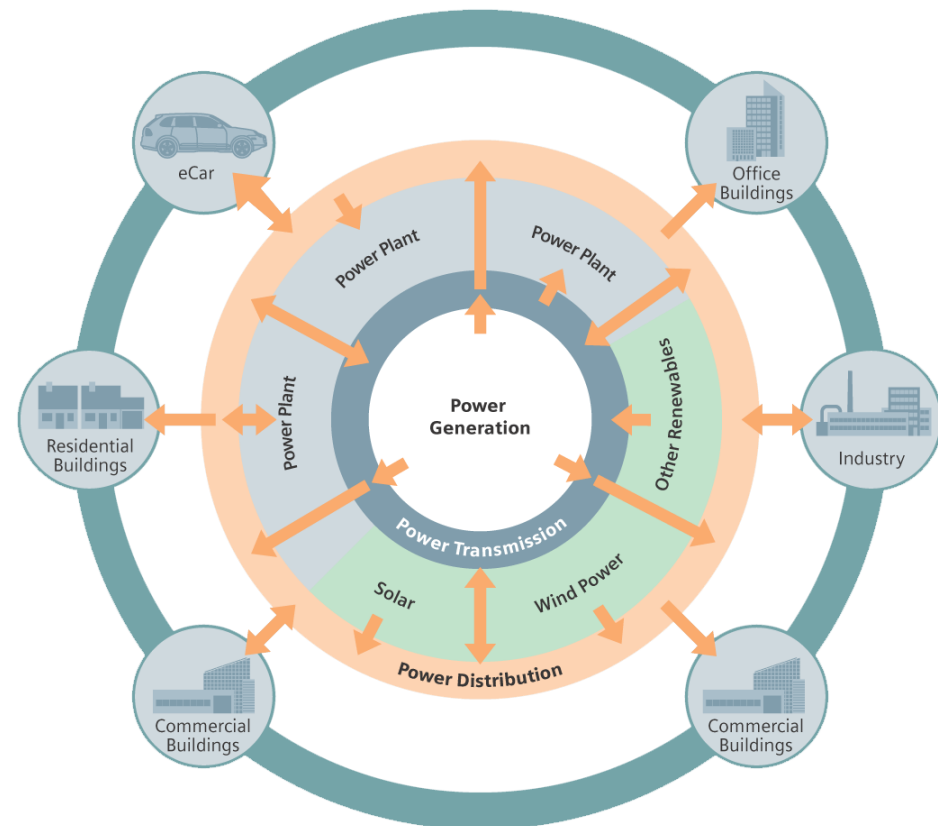 eCar
Office
Buildings
Power Plant
Power Plant
Power Plant
Other Renewables
Power
Generation
Residential
Buildings
Industry
Power Transmission
Solar
Wind Power
Power Distribution
Commercial
Buildings
Commercial
Buildings